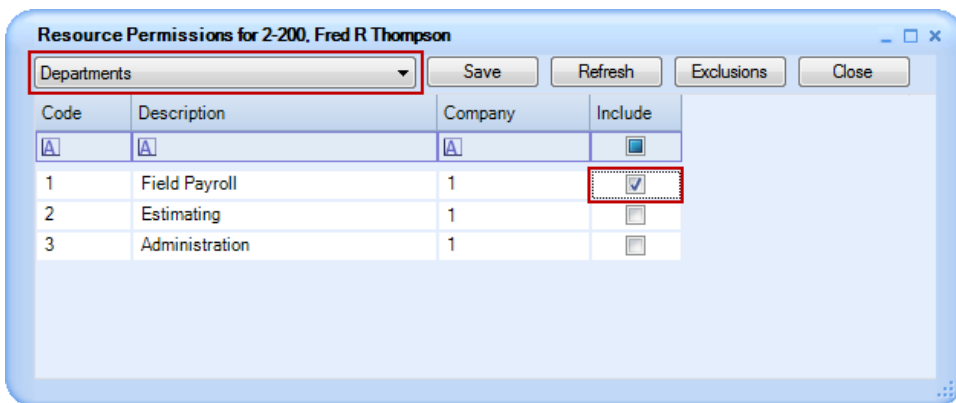 Resource Permissions for 2-200, Fred R Thompson
Departments Save Refresh Exclusions Close
Code Description Company Include
A A A
1 Field Payroll 1
2 Estimating 1
3 Administration 1